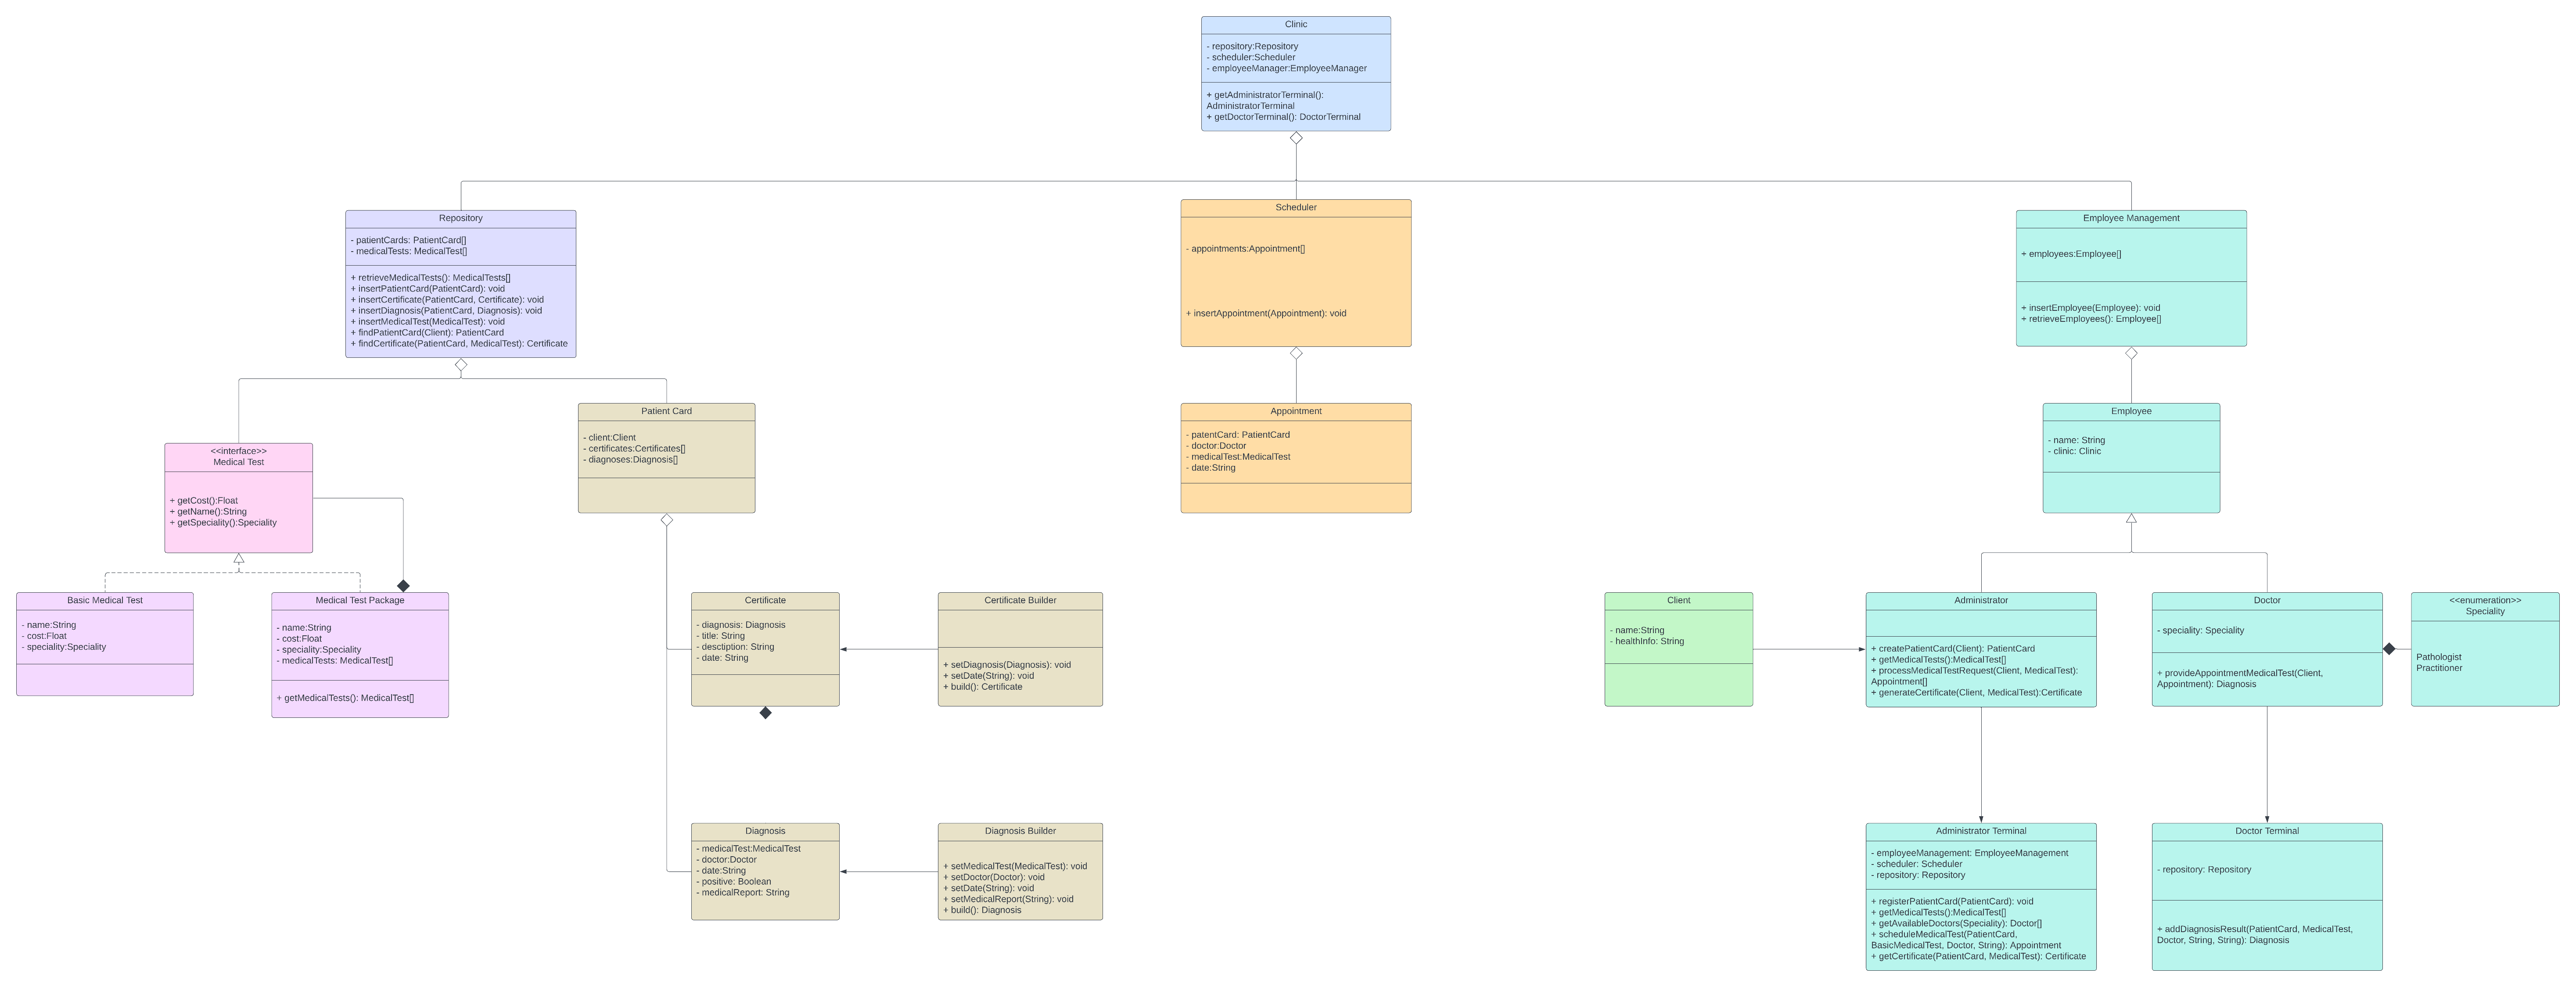 Clinic
- repository:Repository
- scheduler:Scheduler
- employeeManager:EmployeeManager
+ getAdministratorTerminal():
AdministratorTerminal
+ getDoctorTerminal(): DoctorTerminal
Repository
- patientCards: PatientCard[]
- medicalTests: MedicalTest[]
+ retrieveMedicalTests(): MedicalTests[]
+ insertPatientCard(PatientCard): void
+ insertCertificate(PatientCard, Certificate): void
+ insertDiagnosis(PatientCard, Diagnosis): void
+ insertMedicalTest(MedicalTest): void
+ findPatientCard(Client): PatientCard
+ findCertificate(PatientCard, MedicalTest): Certificate
Scheduler
- appointments:Appointment[]
+ insertAppointment(Appointment): void
Employee Management
+ employees:Employee[]
+ insertEmployee(Employee): void
+ retrieveEmployees(): Employee[]
<<interface>>
Medical Test
+ getCost():Float
+ getName():String
+ getSpeciality():Speciality
Patient Card
- client:Client
- certificates:Certificates[]
- diagnoses:Diagnosis[]
Appointment
- patentCard: PatientCard
- doctor:Doctor
- medicalTest:MedicalTest
- date:String
Employee
- name: String
- clinic: Clinic
Basic Medical Test
- name:String
- cost:Float
- speciality:Speciality
Medical Test Package
- name:String
- cost:Float
- speciality:Speciality
- medicalTests: MedicalTest[]
+ getMedicalTests(): MedicalTest[]
Certificate
- diagnosis: Diagnosis
- title: String
- desctiption: String
- date: String
Certificate Builder
+ setDiagnosis(Diagnosis): void
+ setDate(String): void
+ build(): Certificate
Client
- name:String
- healthInfo: String
Administrator
+ createPatientCard(Client): PatientCard
+ getMedicalTests():MedicalTest[]
+ processMedicalTestRequest(Client, MedicalTest):
Appointment[]
+ generateCertificate(Client, MedicalTest):Certificate
Doctor
- speciality: Speciality
+ provideAppointmentMedicalTest(Client,
Appointment): Diagnosis
<<enumeration>>
Speciality
Pathologist
Practitioner
Diagnosis
- medicalTest:MedicalTest
- doctor:Doctor
- date:String
- positive: Boolean
- medicalReport: String
Diagnosis Builder
+ setMedicalTest(MedicalTest): void
+ setDoctor(Doctor): void
+ setDate(String): void
+ setMedicalReport(String): void
+ build(): Diagnosis
Administrator Terminal
- employeeManagement: EmployeeManagement
- scheduler: Scheduler
- repository: Repository
+ registerPatientCard(PatientCard): void
+ getMedicalTests():MedicalTest[]
+ getAvailableDoctors(Speciality): Doctor[]
+ scheduleMedicalTest(PatientCard,
BasicMedicalTest, Doctor, String): Appointment
+ getCertificate(PatientCard, MedicalTest): Certificate
Doctor Terminal
- repository: Repository
+ addDiagnosisResult(PatientCard, MedicalTest,
Doctor, String, String): Diagnosis